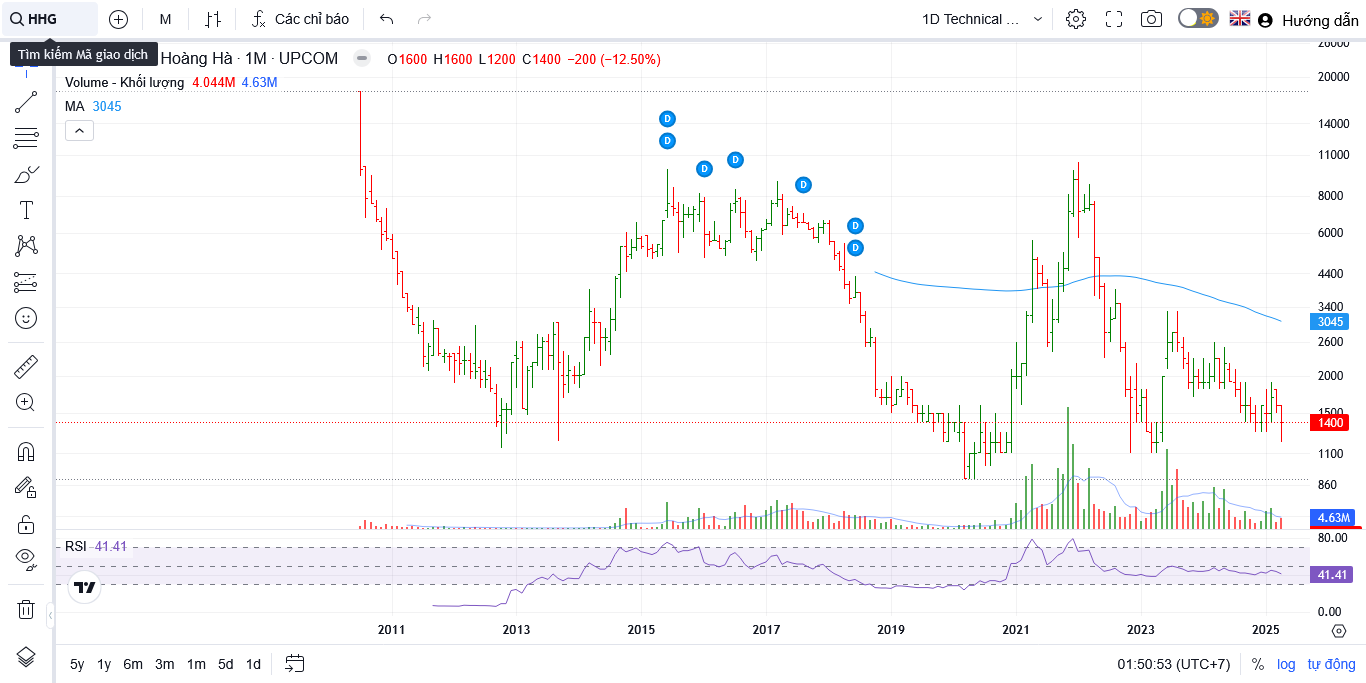 HHG M Các chỉ báo 1D Technical ... Hướng dẫn
Tìm kiếm Mã giao dịch
Hoàng Hà · 1M · UPCOM O1600 H1600 L1200 C1400 −200 (−12.50%)
Volume - Khối lượng 4.044M 4.63M
MA 3045
D
D
D
D
D
D
D
26000
20000
14000
11000
8000
6000
4400
3400
3045
2600
2000
1500
1400
1100
860
4.63M
RSI 41.41
80.00
41.41
0.00
2011 2013 2015 2017 2019 2021 2023 2025
5y 1y 6m 3m 1m 5d 1d 01:50:53 (UTC+7) % log tự động